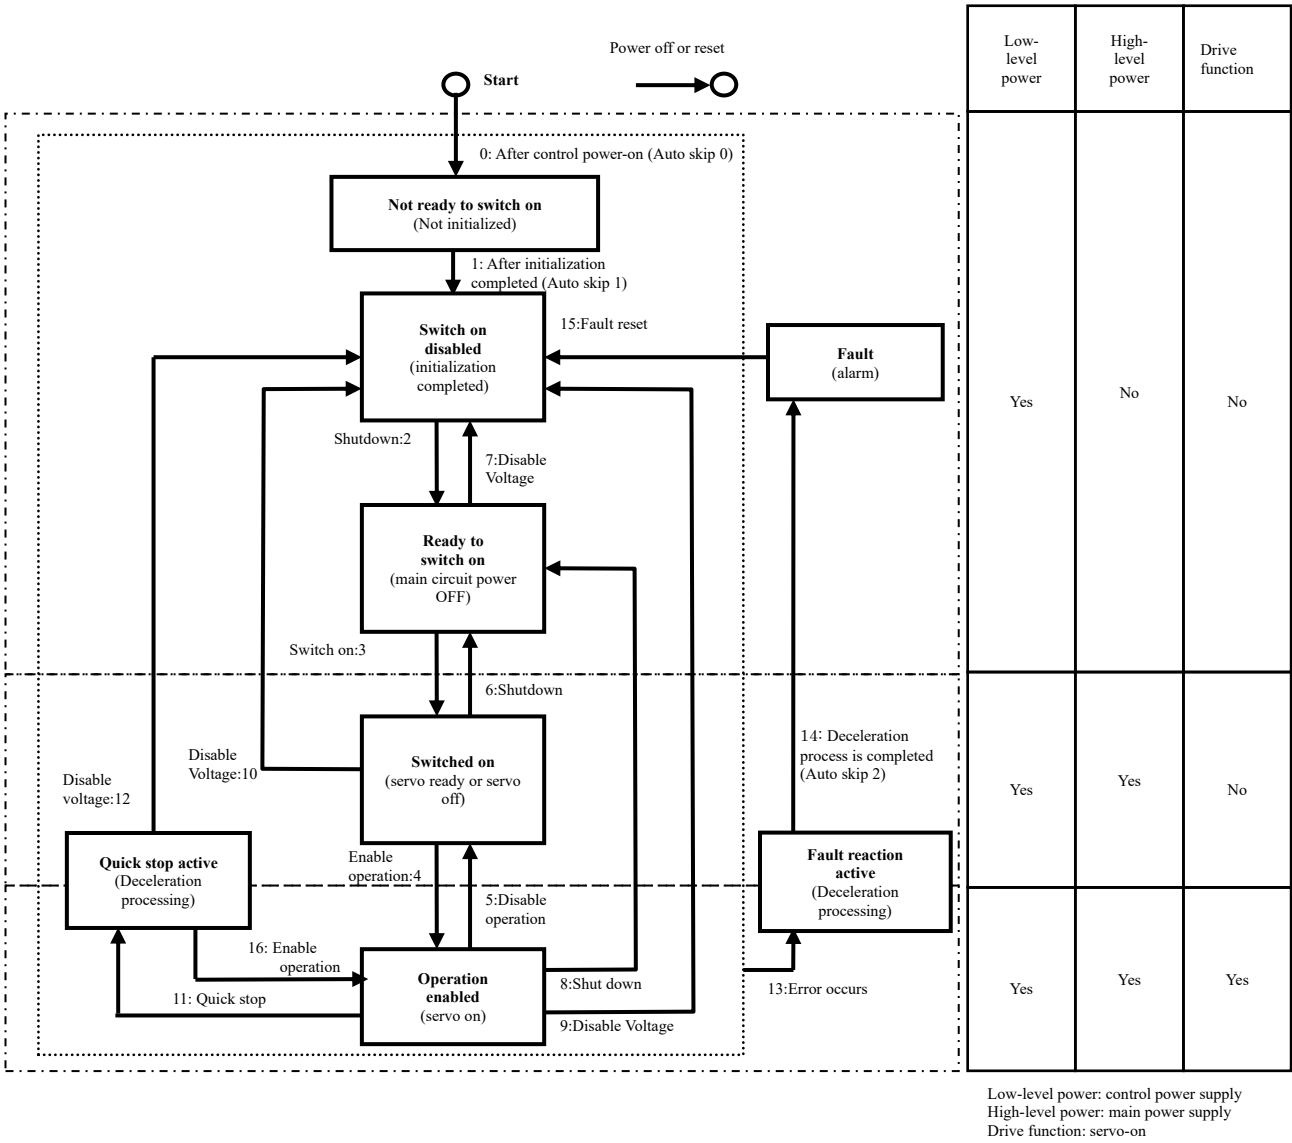 Power off or reset
Start
Low-
level
power
High-
level
power
Drive
function
0: After control power-on (Auto skip 0)
Not ready to switch on
(Not initialized)
1: After initialization
completed (Auto skip 1)
Switch on
disabled
(initialization
completed)
15:Fault reset
Fault
(alarm)
Yes
No
No
Shutdown:2
7:Disable
Voltage
Ready to
switch on
(main circuit power
OFF)
Switch on:3
6:Shutdown
Disable
Voltage:10
Switched on
(servo ready or servo
off)
14: Deceleration
process is completed
(Auto skip 2)
Yes
Yes
No
Disable
voltage:12
Quick stop active
(Deceleration
processing)
Enable
operation:4
5:Disable
operation
Fault reaction
active
(Deceleration
processing)
16: Enable
operation
11: Quick stop
Operation
enabled
(servo on)
8:Shut down
9:Disable Voltage
13:Error occurs
Yes
Yes
Yes
Low-level power: control power supply
High-level power: main power supply
Drive function: servo-on